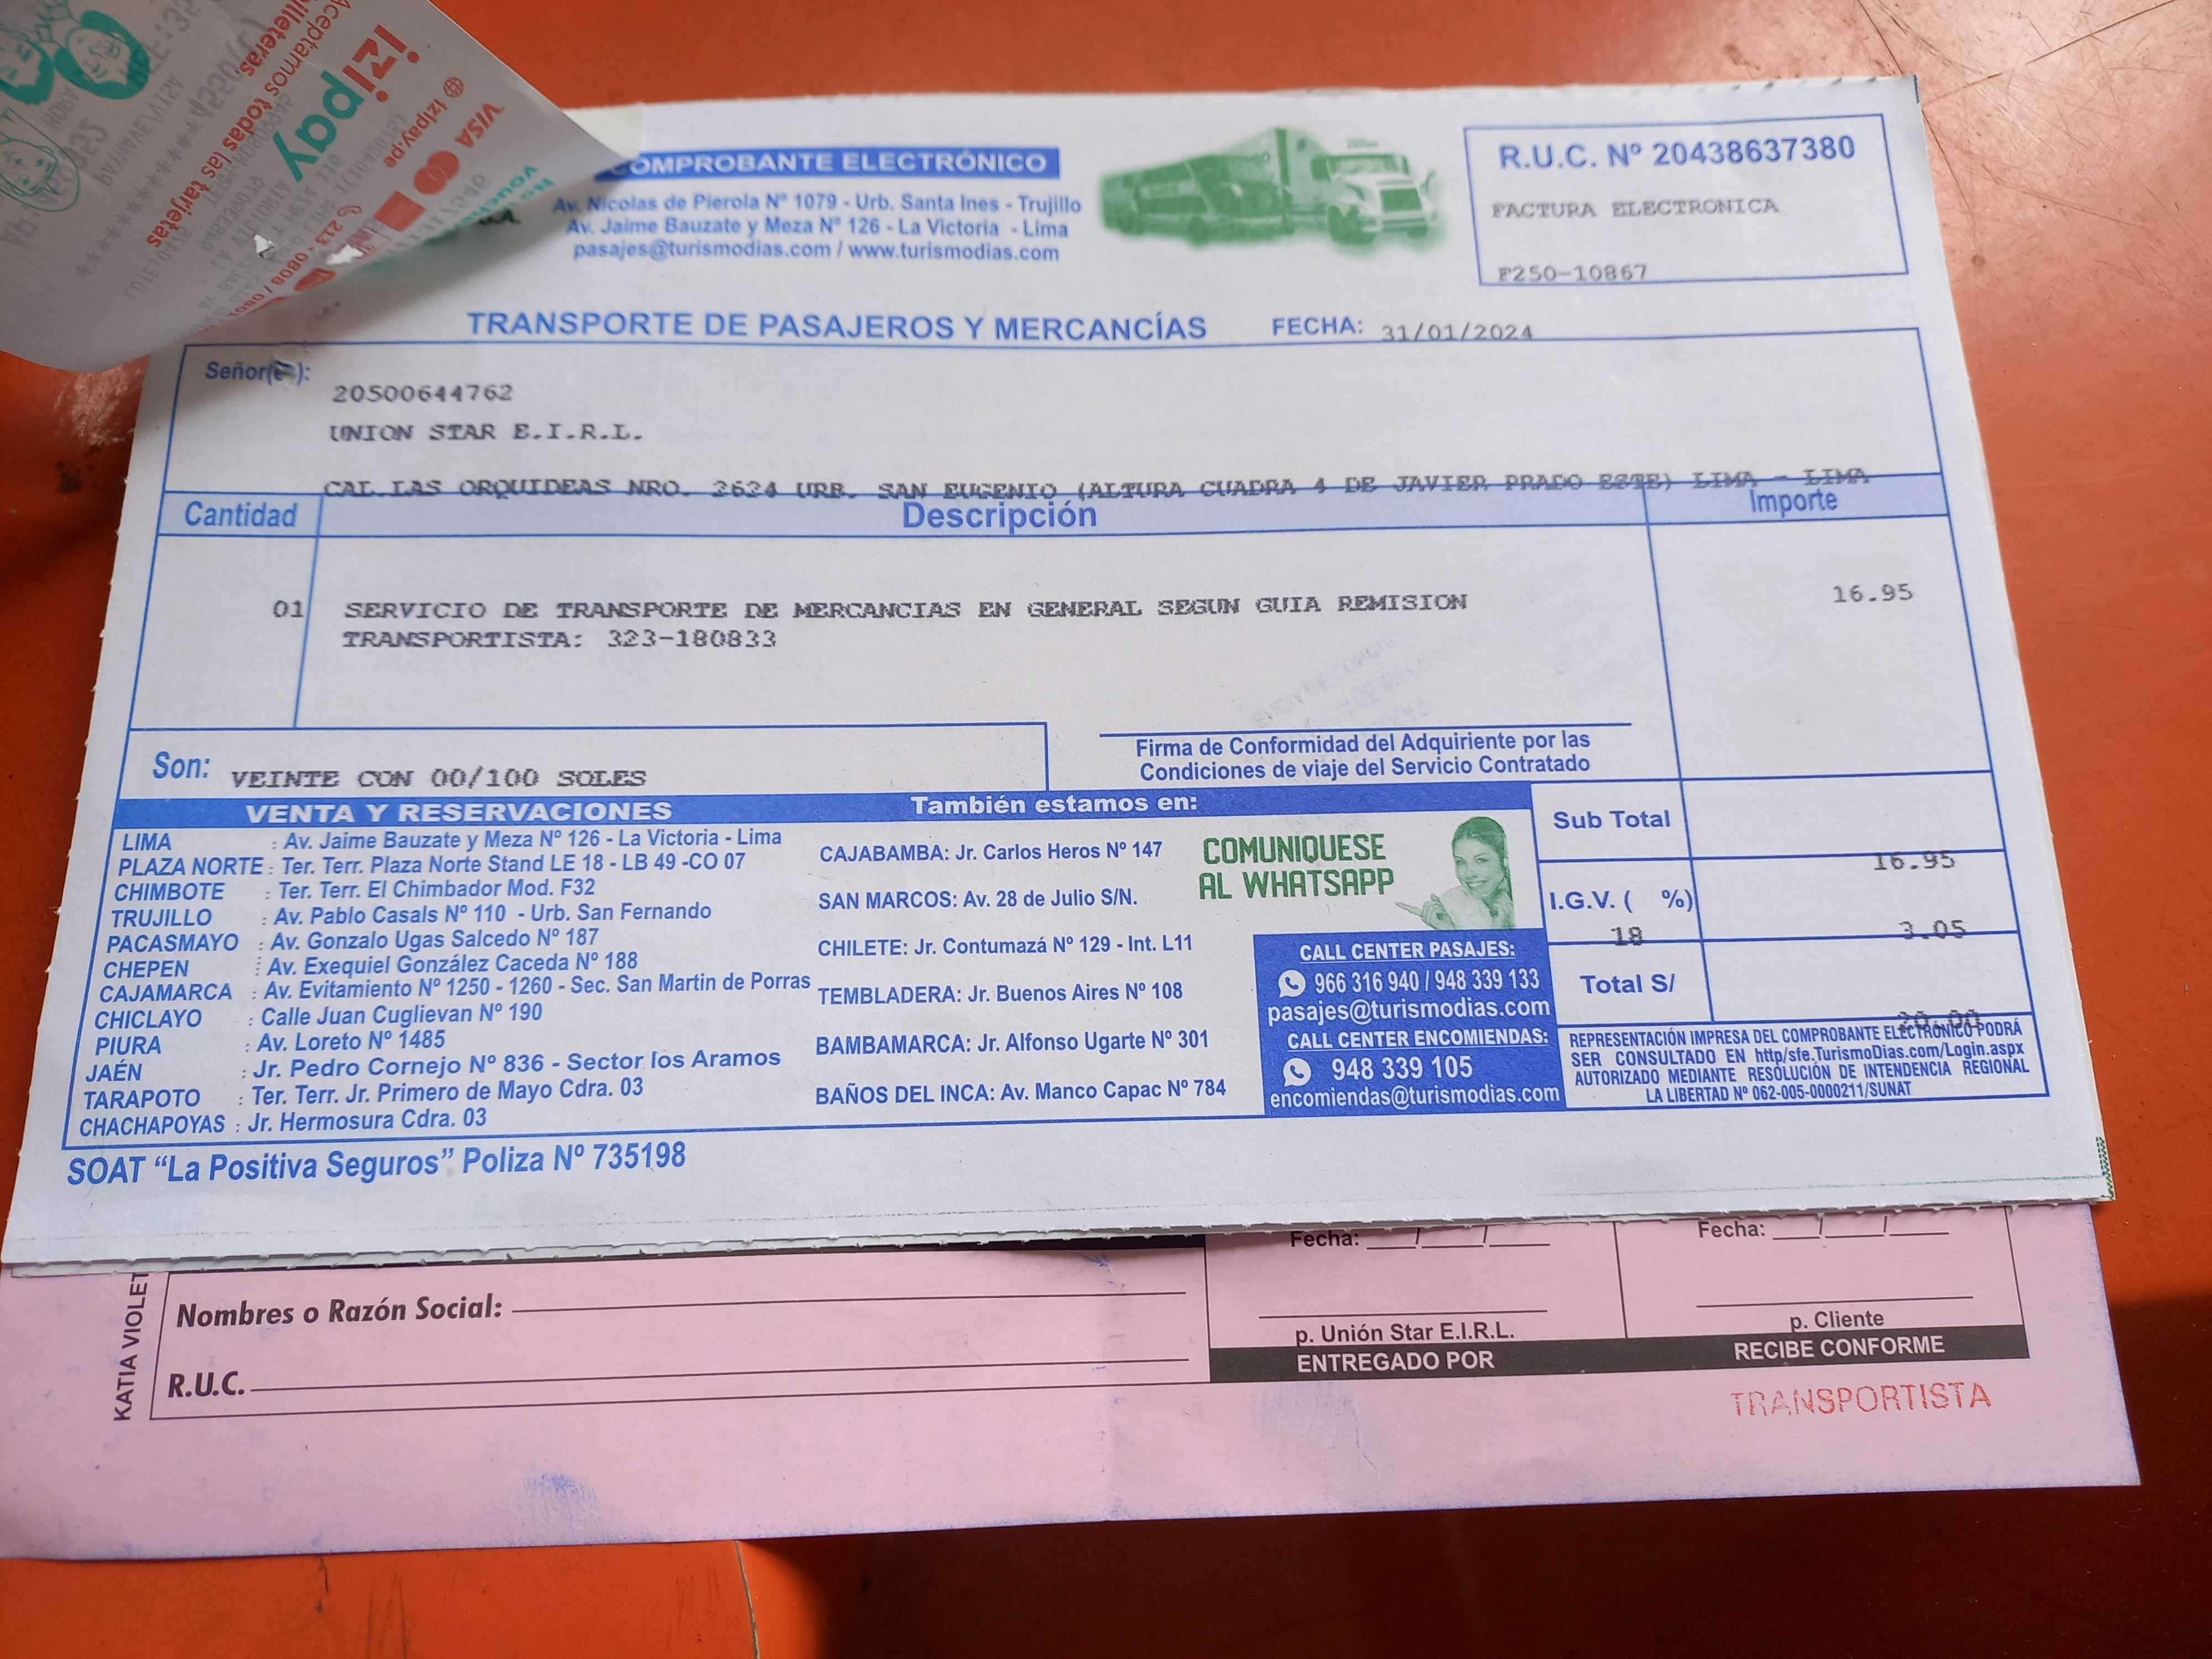 Aceptamos todas las tarjetas
izipay
izipay.pe
VISA
COMPROBANTE ELECTRÓNICO
Av. Nicolas de Pierola Nº 1079 - Urb. Santa Ines - Trujillo
Av. Jaime Bauzate y Meza Nº 126 - La Victoria - Lima
pasajes@turismodias.com / www.turismodias.com
R.U.C. Nº 20438637380
FACTURA ELECTRONICA
F250-10867
TRANSPORTE DE PASAJEROS Y MERCANCÍAS FECHA: 31/01/2024
Señor(es):
20500644762
UNION STAR E.I.R.L.
CAL.LAS ORQUIDEAS NRO. 2624 URB. SAN EUGENIO (ALTURA CUADRA 4 DE JAVIER PRADO ESTE) LIMA - LIMA
Cantidad Descripción Importe
01 SERVICIO DE TRANSPORTE DE MERCANCIAS EN GENERAL SEGUN GUIA REMISION 16.95
TRANSPORTISTA: 323-180833
Firma de Conformidad del Adquiriente por las
Condiciones de viaje del Servicio Contratado
Son: VEINTE CON 00/100 SOLES
VENTA Y RESERVACIONES
LIMA : Av. Jaime Bauzate y Meza Nº 126 - La Victoria - Lima
PLAZA NORTE : Ter. Terr. Plaza Norte Stand LE 18 - LB 49 -CO 07
CHIMBOTE : Ter. Terr. El Chimbador Mod. F32
TRUJILLO : Av. Pablo Casals Nº 110 - Urb. San Fernando
PACASMAYO : Av. Gonzalo Ugas Salcedo Nº 187
CHEPEN : Av. Exequiel González Caceda Nº 188
CAJAMARCA : Av. Evitamiento Nº 1250 - 1260 - Sec. San Martin de Porras
CHICLAYO : Calle Juan Cuglievan Nº 190
PIURA : Av. Loreto Nº 1485
JAÉN : Jr. Pedro Cornejo Nº 836 - Sector los Aramos
TARAPOTO : Ter. Terr. Jr. Primero de Mayo Cdra. 03
CHACHAPOYAS : Jr. Hermosura Cdra. 03
También estamos en:
CAJABAMBA: Jr. Carlos Heros Nº 147
SAN MARCOS: Av. 28 de Julio S/N.
CHILETE: Jr. Contumazá Nº 129 - Int. L11
TEMBLADERA: Jr. Buenos Aires Nº 108
BAMBAMARCA: Jr. Alfonso Ugarte Nº 301
BAÑOS DEL INCA: Av. Manco Capac Nº 784
COMUNIQUESE
AL WHATSAPP
CALL CENTER PASAJES:
966 316 940 / 948 339 133
pasajes@turismodias.com
CALL CENTER ENCOMIENDAS:
948 339 105
encomiendas@turismodias.com
Sub Total 16.95
I.G.V. ( %) 18 3.05
Total S/ 20.00
REPRESENTACIÓN IMPRESA DEL COMPROBANTE ELECTRÓNICO PODRÁ
SER CONSULTADO EN http/sfe.TurismoDias.com/Login.aspx
AUTORIZADO MEDIANTE RESOLUCIÓN DE INTENDENCIA REGIONAL
LA LIBERTAD Nº 062-005-0000211/SUNAT
SOAT “La Positiva Seguros” Poliza Nº 735198
KATIA VIOLET
Nombres o Razón Social:
R.U.C.
Fecha: __/__/__
p. Unión Star E.I.R.L.
ENTREGADO POR
Fecha: __/__/__
p. Cliente
RECIBE CONFORME
TRANSPORTISTA